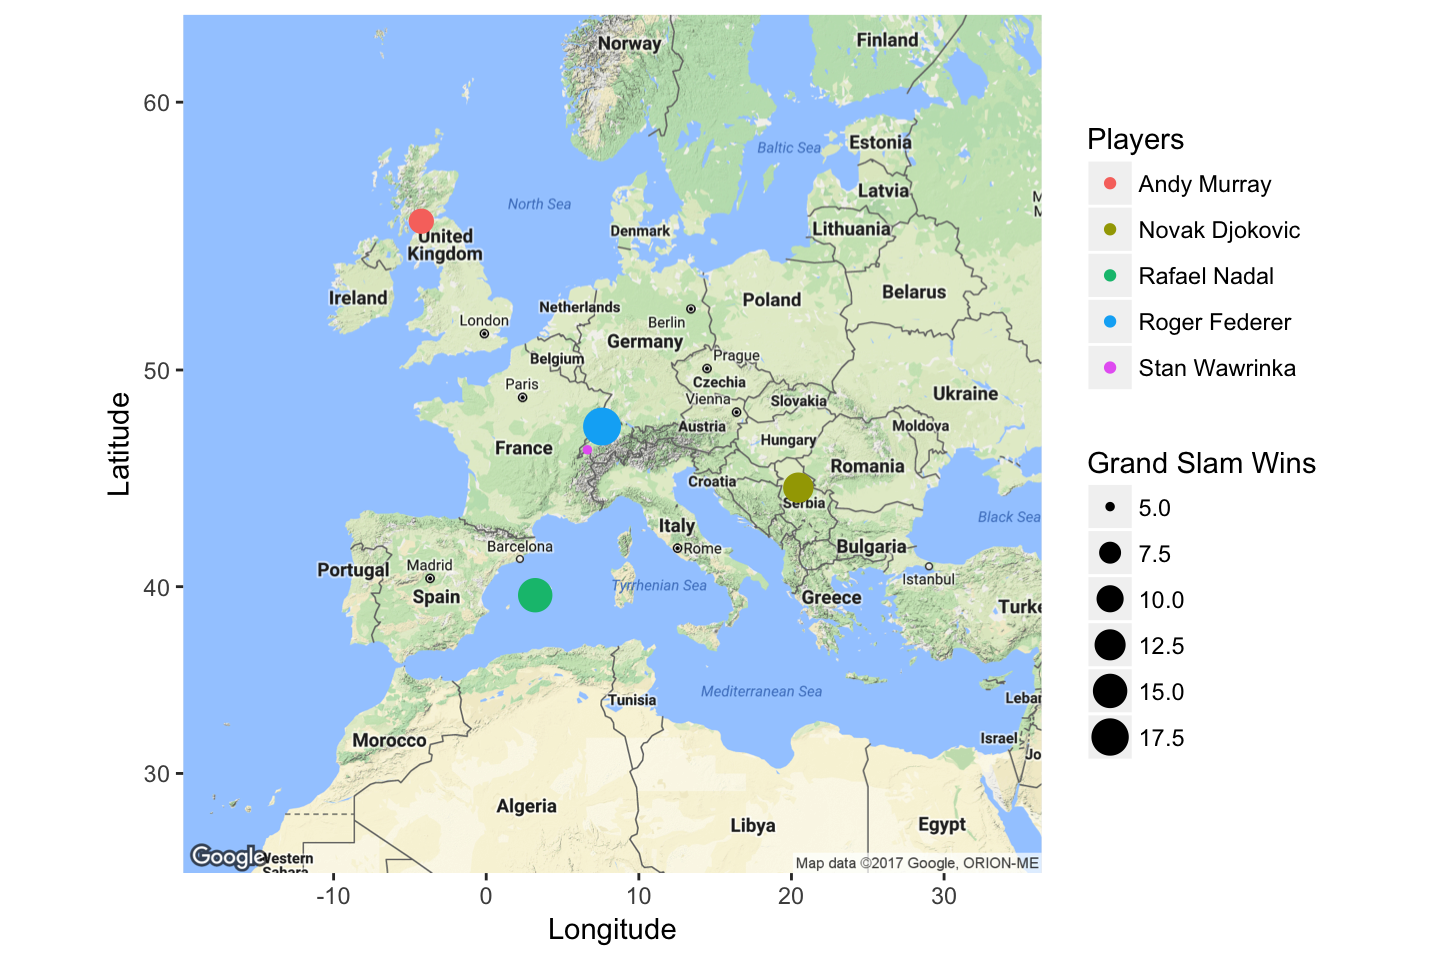 Norway
Finland
60
Baltic Sea
Estonia
Latvia
North Sea
Denmark
Lithuania
United
Kingdom
Ireland
Netherlands
Poland
Belarus
London
Berlin
Germany
50
Belgium
Prague
Czechia
Paris
Vienna
Slovakia
Ukraine
Austria
Moldova
France
Hungary
Romania
Croatia
Serbia
Italy
Black Sea
Barcelona
Rome
Bulgaria
Portugal
Madrid
Istanbul
40
Spain
Tyrrhenian Sea
Greece
Turke
Mediterranean Sea
Tunisia
Leban
Morocco
Israel
Jo
30
Algeria
Libya
Egypt
Google
Western
Sahara
Map data ©2017 Google, ORION-ME
-10
0
10
20
30
Longitude
Latitude
Players
Andy Murray
Novak Djokovic
Rafael Nadal
Roger Federer
Stan Wawrinka
Grand Slam Wins
5.0
7.5
10.0
12.5
15.0
17.5